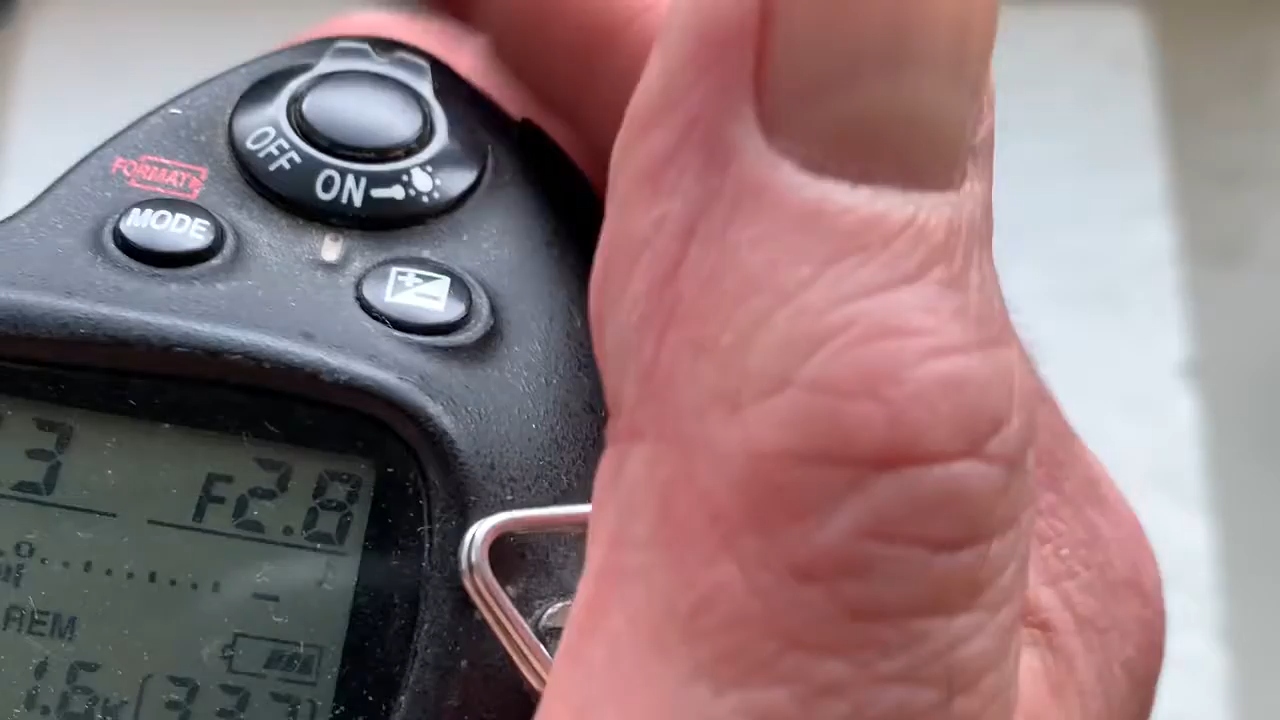 OFF ON
FORMAT
MODE
3 F2.8
REM
1.6K [337]